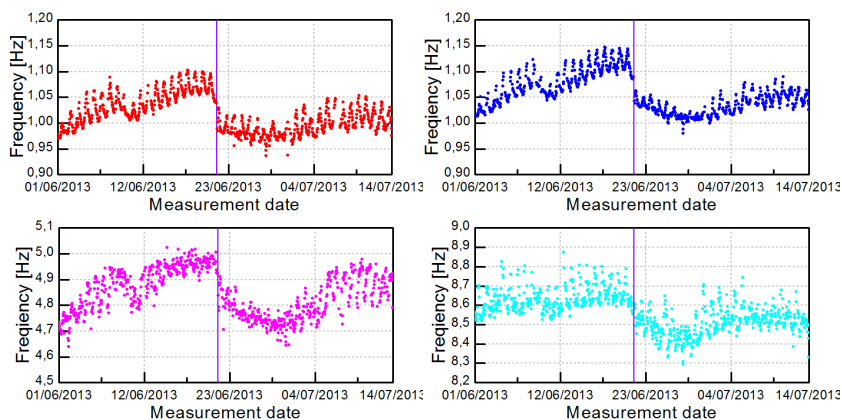 1,20
1,15
1,10
1,05
1,00
0,95
0,90
Frequency [Hz]
01/06/2013 12/06/2013 23/06/2013 04/07/2013 14/07/2013
Measurement date
1,20
1,15
1,10
1,05
1,00
0,95
0,90
Frequency [Hz]
01/06/2013 12/06/2013 23/06/2013 04/07/2013 14/07/2013
Measurement date
5,1
5,0
4,9
4,8
4,7
4,6
4,5
Freqiency [Hz]
01/06/2013 12/06/2013 23/06/2013 04/07/2013 14/07/2013
Measurement date
9,0
8,9
8,8
8,7
8,6
8,5
8,4
8,3
8,2
Freqiency [Hz]
01/06/2013 12/06/2013 23/06/2013 04/07/2013 14/07/2013
Measurement date